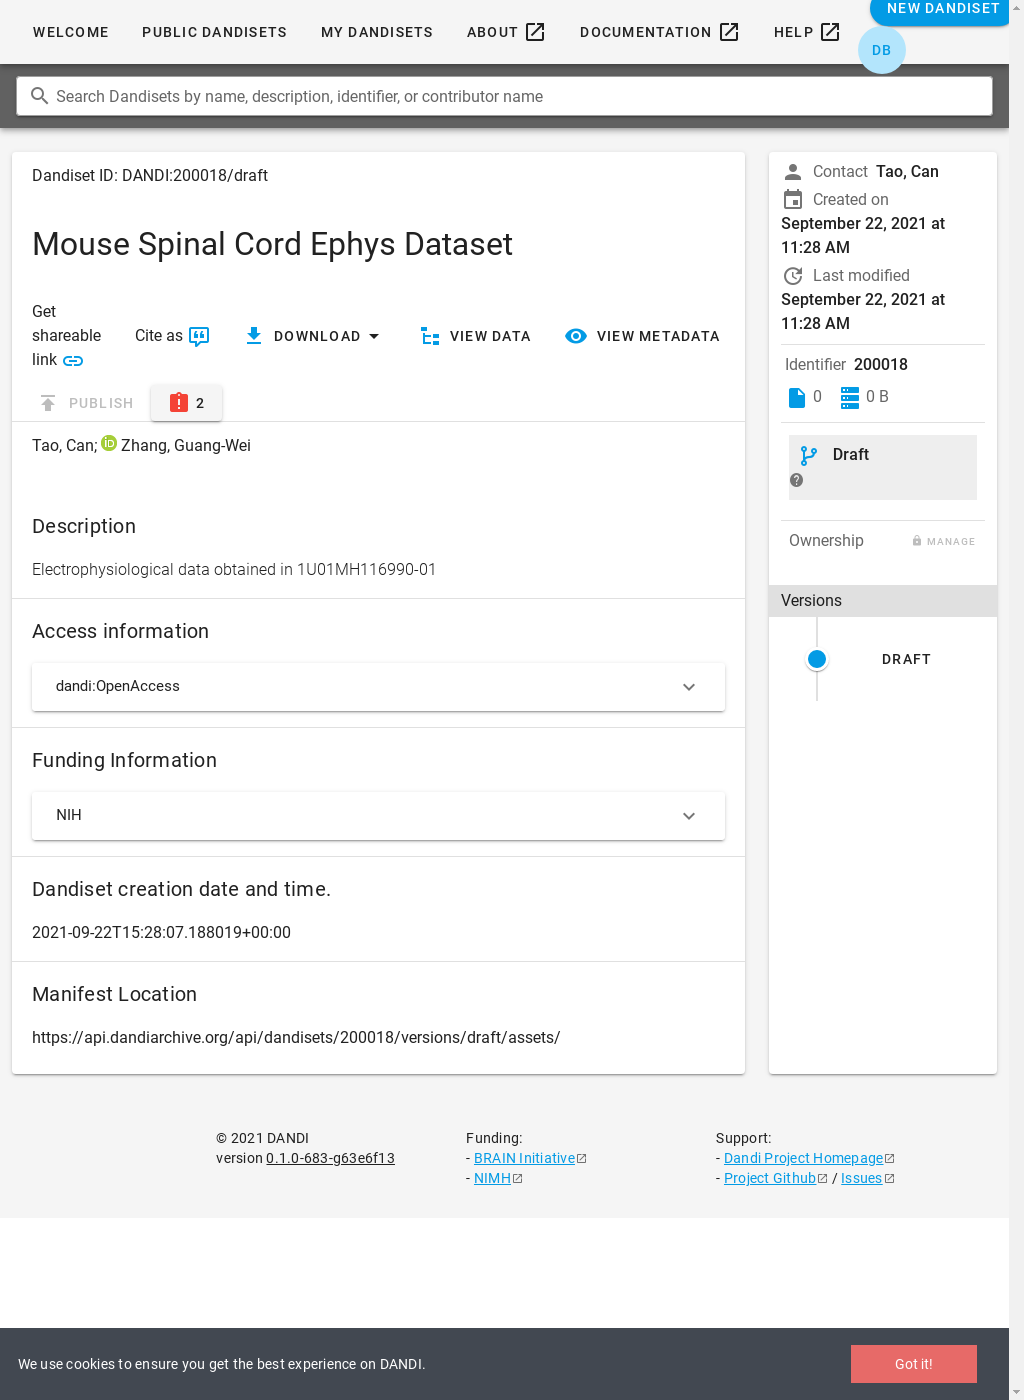 WELCOME PUBLIC DANDISETS MY DANDISETS ABOUT DOCUMENTATION HELP NEW DANDISET
DB
Search Dandisets by name, description, identifier, or contributor name
Dandiset ID: DANDI:200018/draft
Mouse Spinal Cord Ephys Dataset
Get
shareable
link
Cite as
DOWNLOAD
VIEW DATA
VIEW METADATA
PUBLISH
2
Tao, Can; Zhang, Guang-Wei
Description
Electrophysiological data obtained in 1U01MH116990-01
Access information
dandi:OpenAccess
Funding Information
NIH
Dandiset creation date and time.
2021-09-22T15:28:07.188019+00:00
Manifest Location
https://api.dandiarchive.org/api/dandisets/200018/versions/draft/assets/
Contact Tao, Can
Created on
September 22, 2021 at
11:28 AM
Last modified
September 22, 2021 at
11:28 AM
Identifier 200018
0 0 B
Draft
Ownership MANAGE
Versions
DRAFT
© 2021 DANDI
version 0.1.0-683-g63e6f13
Funding:
- BRAIN Initiative
- NIMH
Support:
- Dandi Project Homepage
- Project Github / Issues
We use cookies to ensure you get the best experience on DANDI.
Got it!